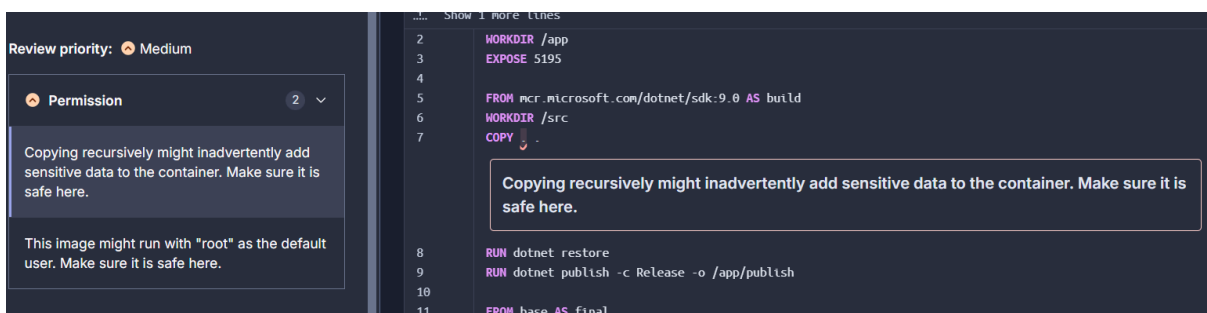 Review priority: Medium
Permission 2
Copying recursively might inadvertently add
sensitive data to the container. Make sure it is
safe here.
This image might run with "root" as the default
user. Make sure it is safe here.
Show 1 more lines
2 WORKDIR /app
3 EXPOSE 5195
4
5 FROM mcr.microsoft.com/dotnet/sdk:9.0 AS build
6 WORKDIR /src
7 COPY . .
Copying recursively might inadvertently add sensitive data to the container. Make sure it is
safe here.
8 RUN dotnet restore
9 RUN dotnet publish -c Release -o /app/publish
10
11 FROM base AS final